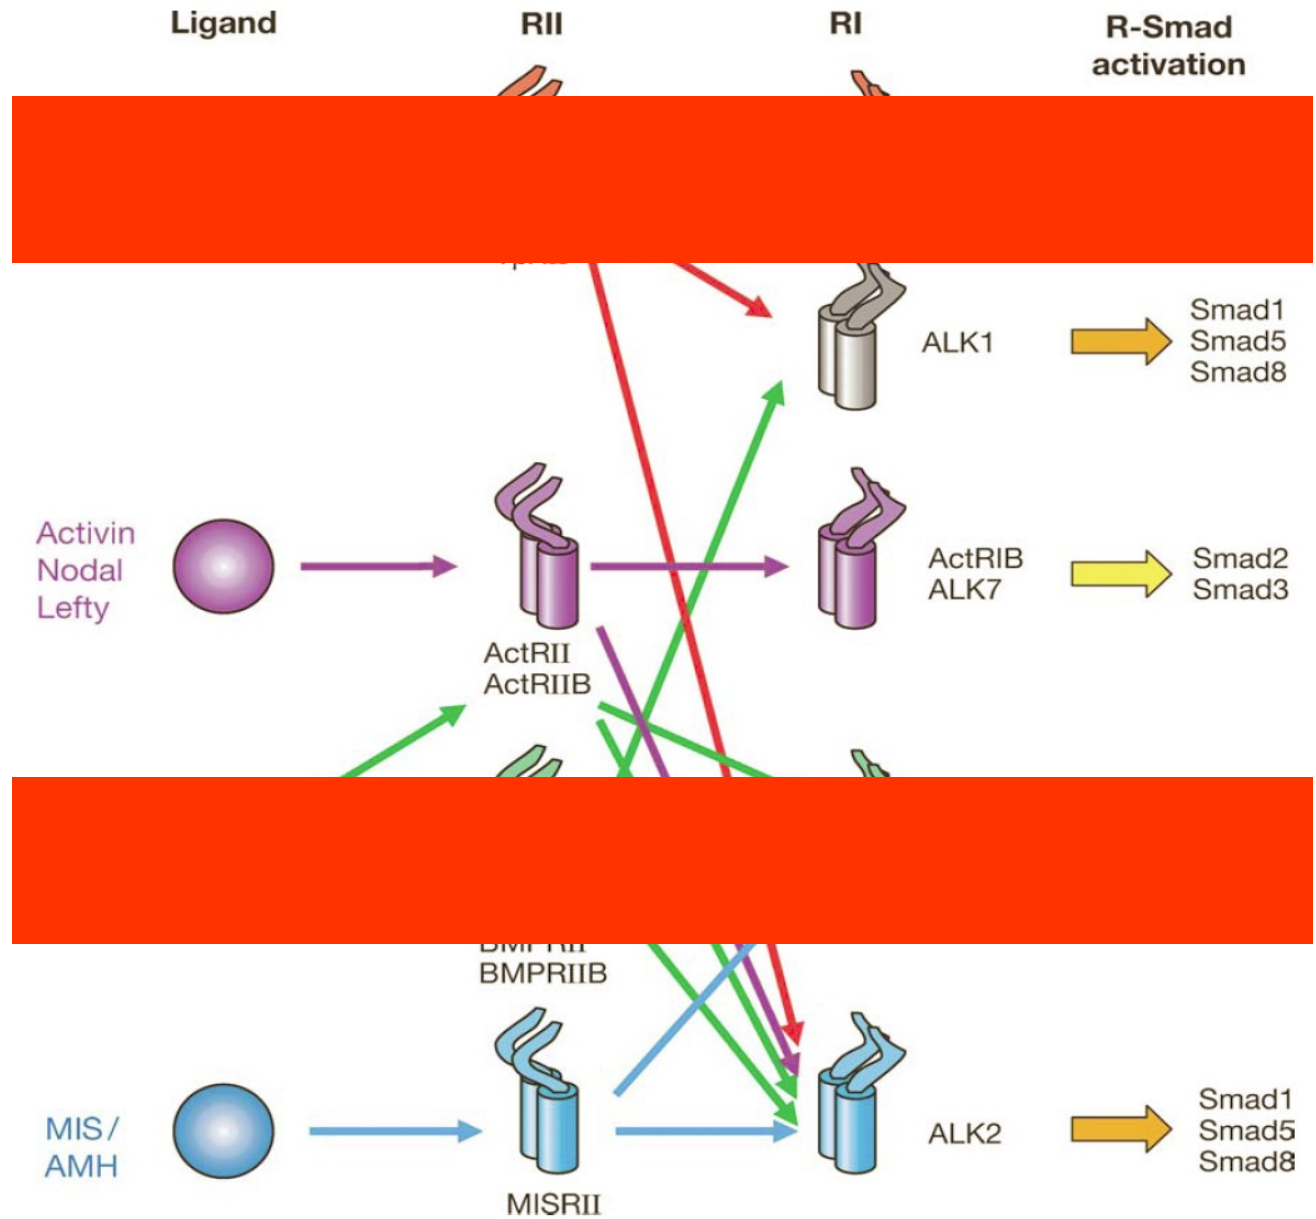 Ligand
RII
RI
R-Smad
activation
ALK1
Smad1
Smad5
Smad8
Activin
Nodal
Lefty
ActRII
ActRIIB
ActRIB
ALK7
Smad2
Smad3
BMPRII
BMPRIIB
MIS/
AMH
MISRII
ALK2
Smad1
Smad5
Smad8